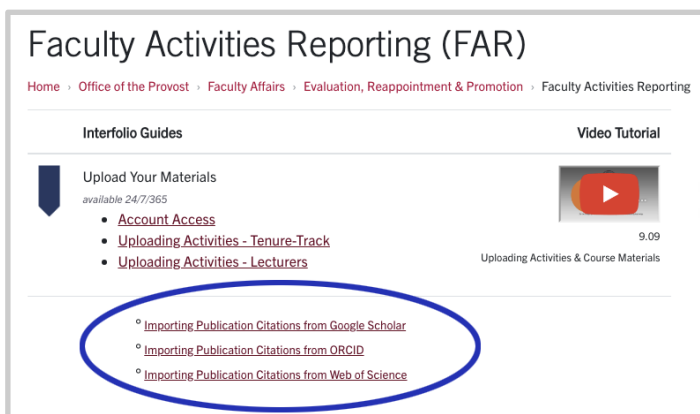 Faculty Activities Reporting (FAR)
Home › Office of the Provost › Faculty Affairs › Evaluation, Reappointment & Promotion › Faculty Activities Reporting
Interfolio Guides
Video Tutorial
Upload Your Materials
available 24/7/365
• Account Access
• Uploading Activities - Tenure-Track
• Uploading Activities - Lecturers
9.09
Uploading Activities & Course Materials
o Importing Publication Citations from Google Scholar
o Importing Publication Citations from ORCID
o Importing Publication Citations from Web of Science